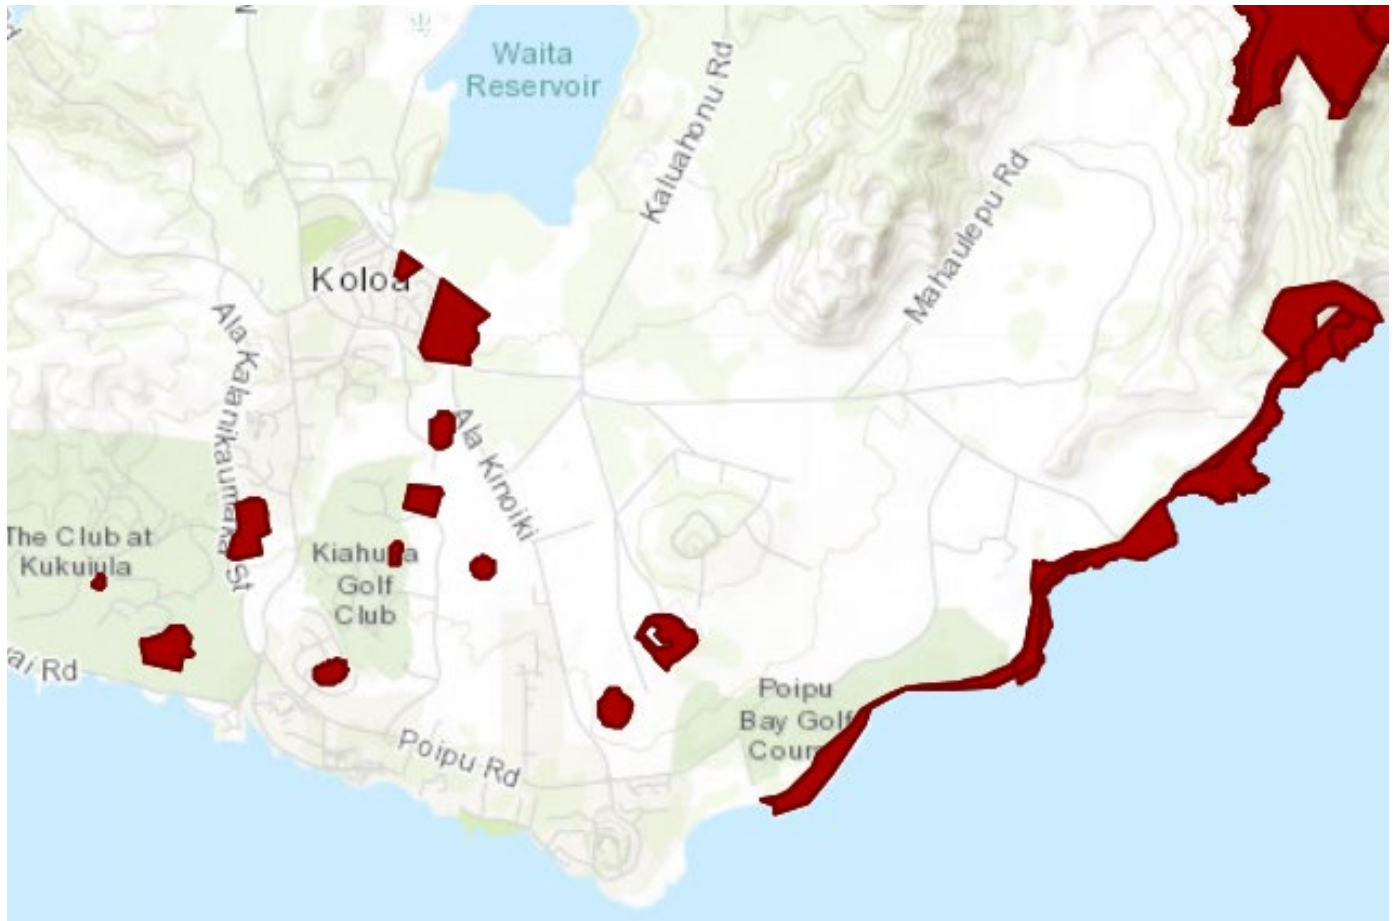 Waita
Reservoir
Kaluahonu Rd
Mahaulepu Rd
Koloa
Ala Kalanikaumaka St
Ala Kinoiki
The Club at
Kukuiula
Kiahuna
Golf
Club
Poipu
Bay Golf
Poipu Rd